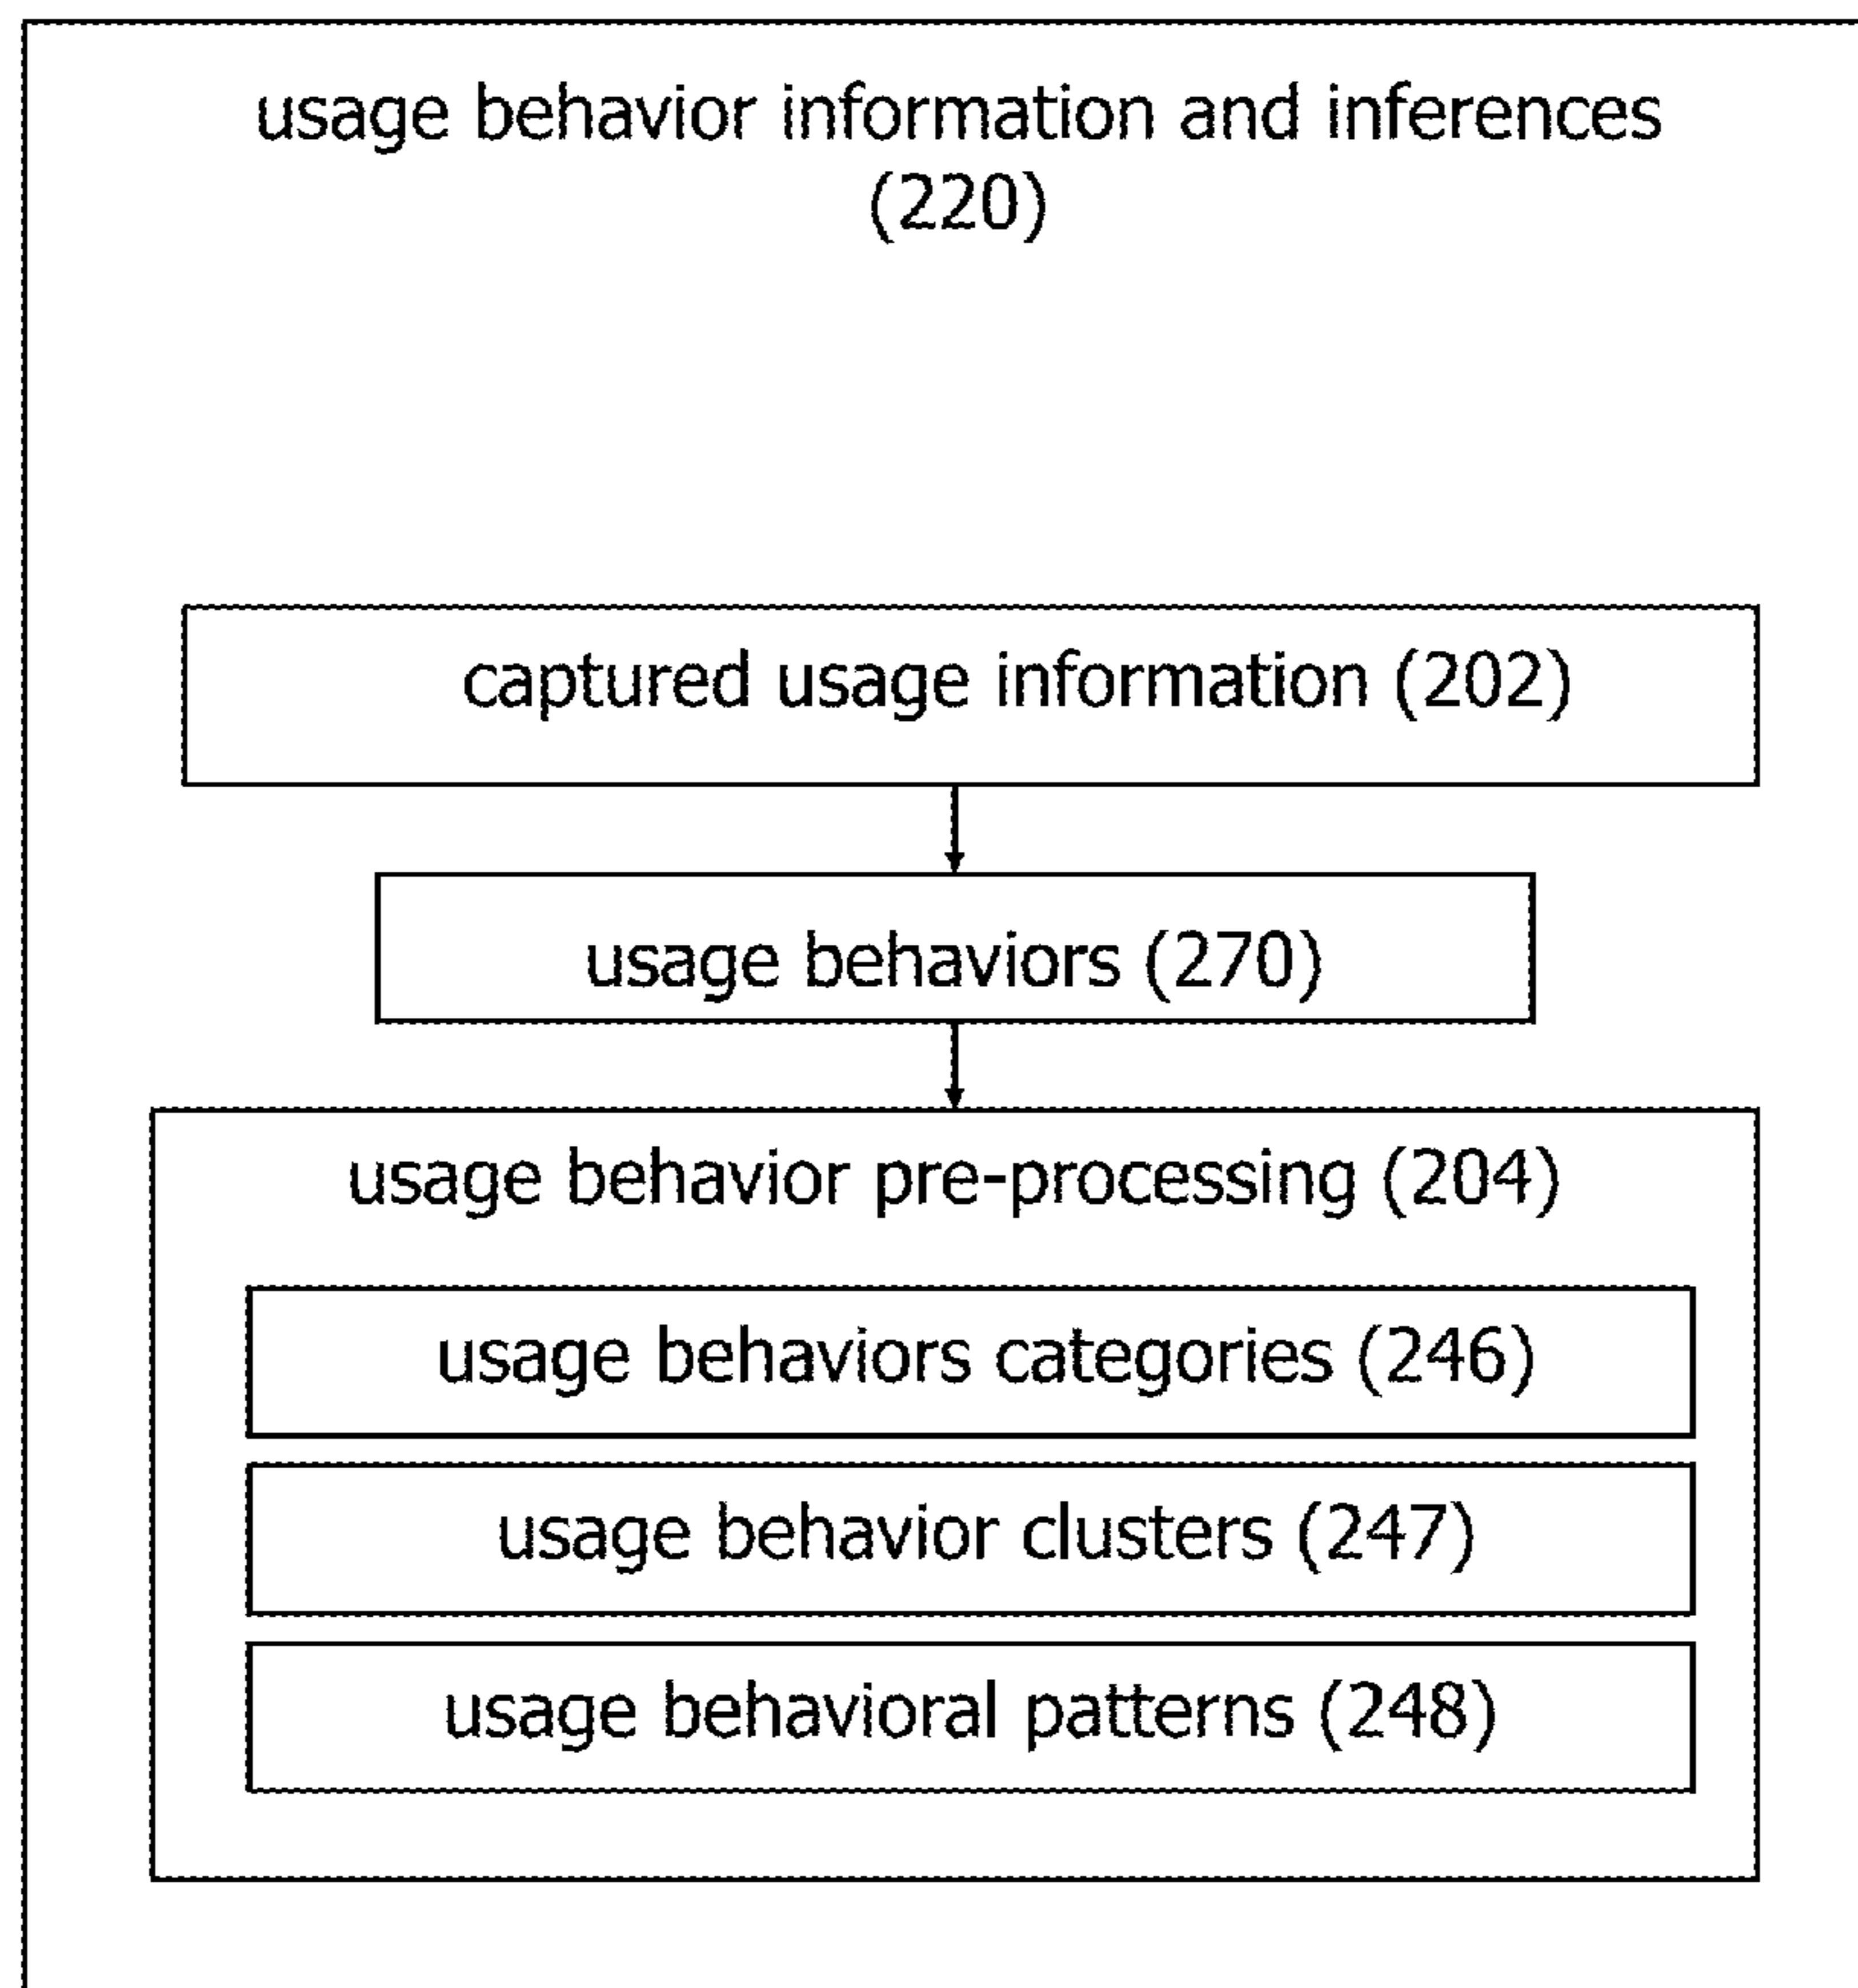 usage behavior information and inferences
(220)
captured usage information (202)
usage behaviors (270)
usage behavior pre-processing (204)
usage behaviors categories (246)
usage behavior clusters (247)
usage behavioral patterns (248)